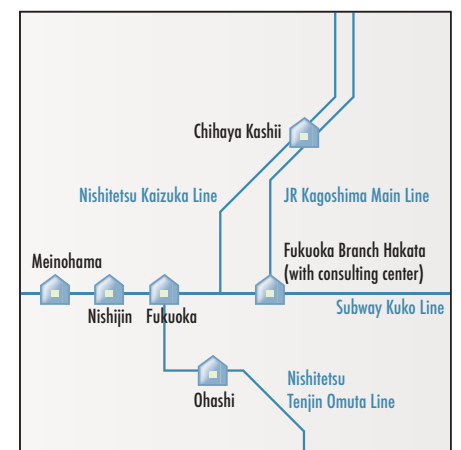 Chihaya Kashii
Nishitetsu Kaizuka Line
JR Kagoshima Main Line
Fukuoka Branch Hakata
(with consulting center)
Meinohama
Subway Kuko Line
Nishijin
Fukuoka
Ohashi
Nishitetsu
Tenjin Omuta Line